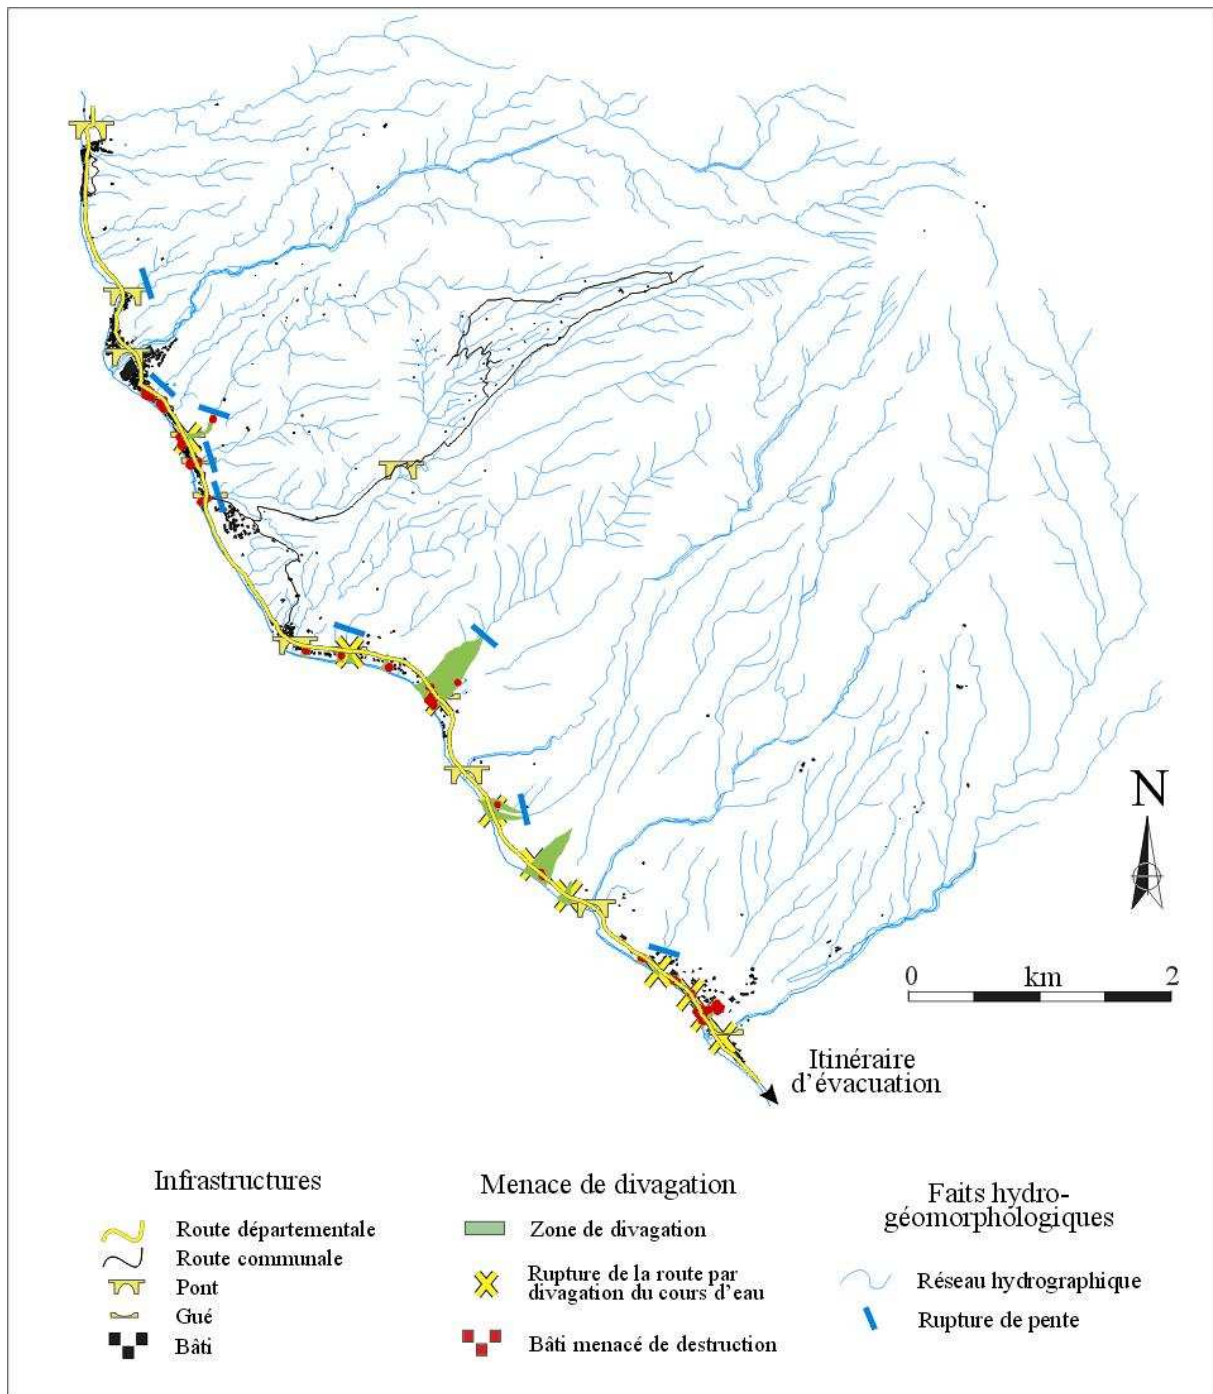 N
0 km 2
Itinéraire
d'évacuation
Infrastructures
Route départementale
Route communale
Pont
Gué
Bâti
Menace de divagation
Zone de divagation
Rupture de la route par
divagation du cours d'eau
Bâti menacé de destruction
Faits hydro-
géomorphologiques
Réseau hydrographique
Rupture de pente